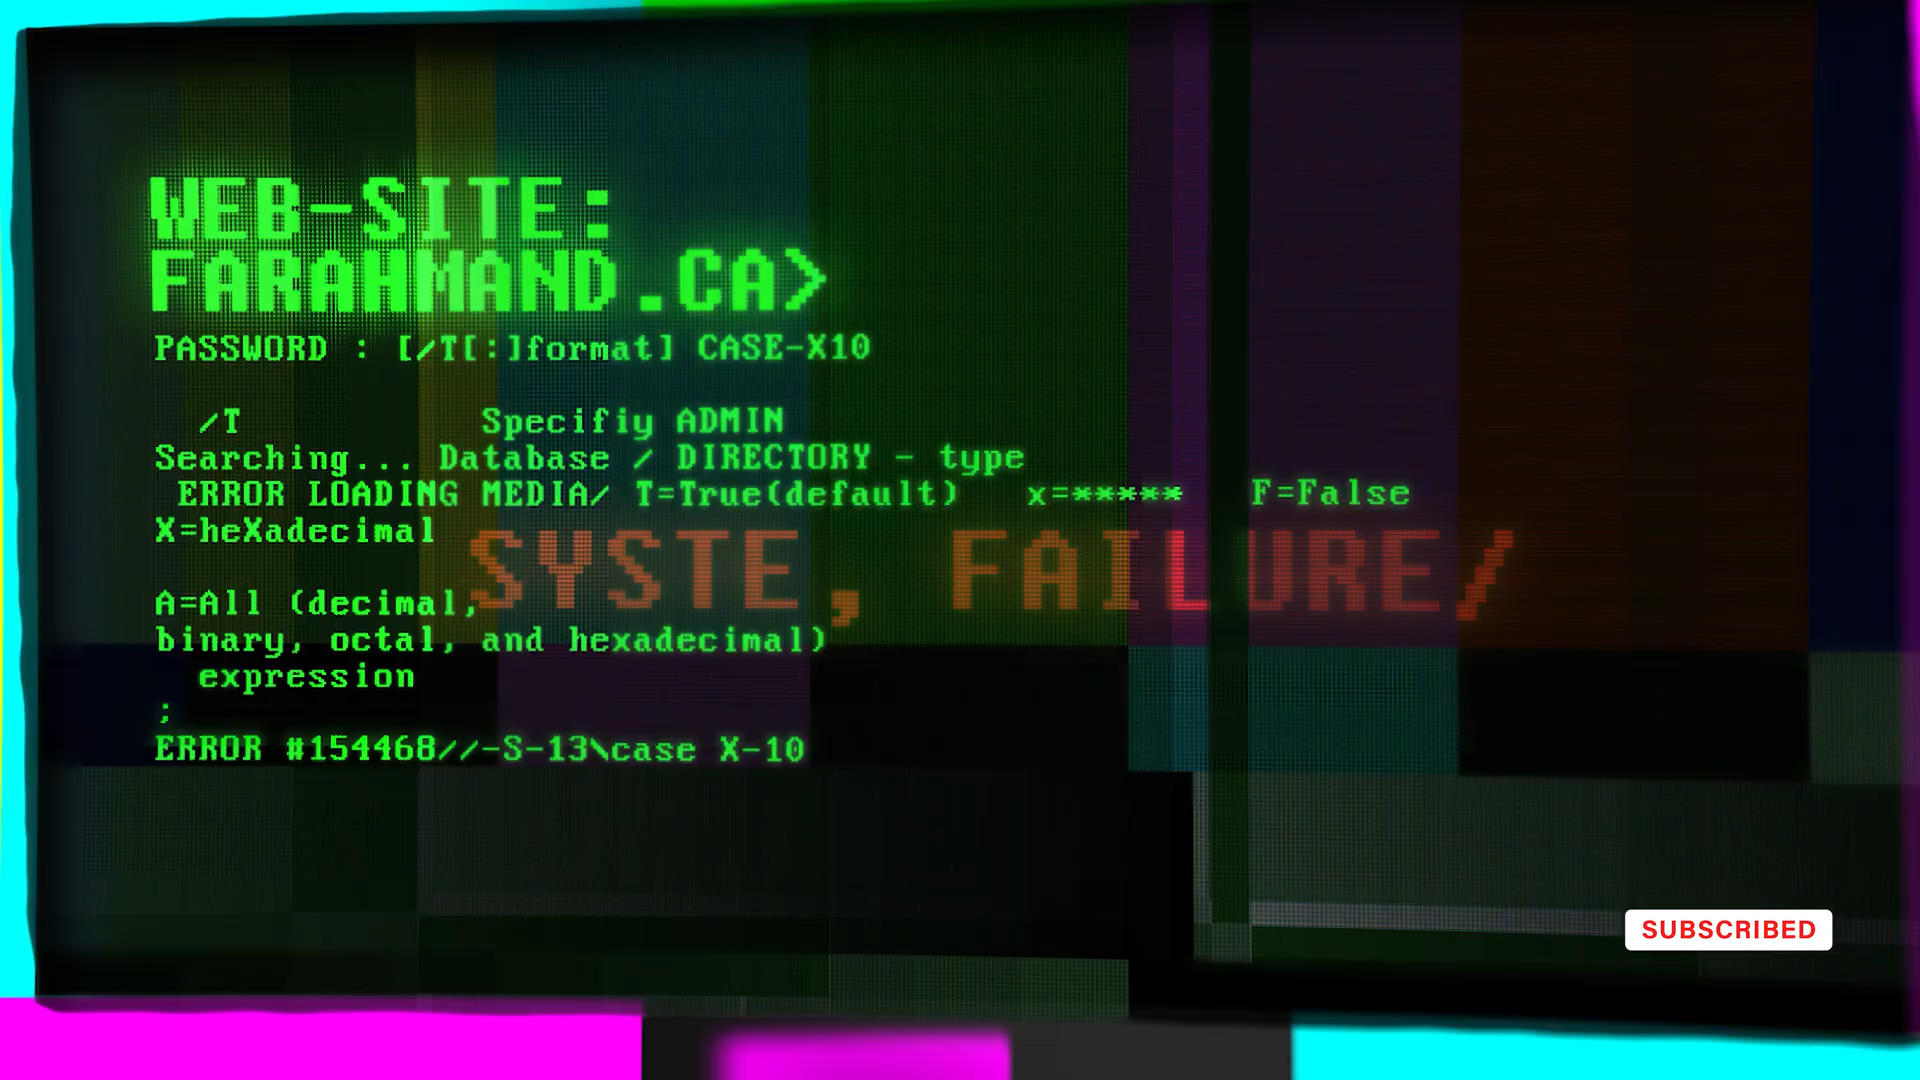 WEB-SITE:
FARAHMAND.CA>
PASSWORD : [/T[:]format] CASE-X10
/T Specifiy ADMIN
Searching... Database / DIRECTORY - type
ERROR LOADING MEDIA/ T=True(default) x=***** F=False
X=heXadecimal
SYSTE, FAILURE/
A=All (decimal,
binary, octal, and hexadecimal)
expression
;
ERROR #154468//-S-13\case X-10
SUBSCRIBED